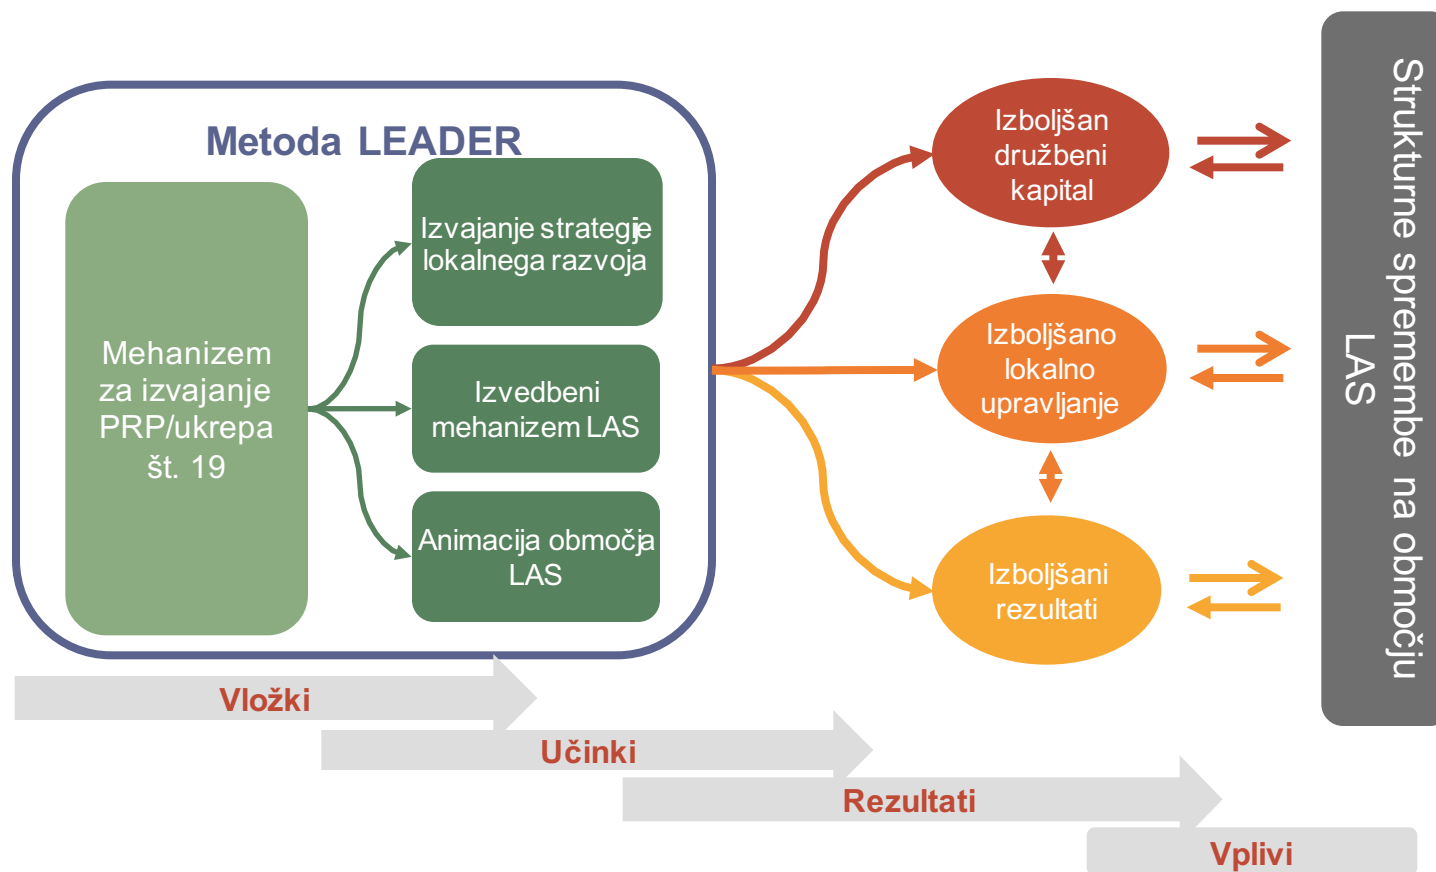 Metoda LEADER
Mehanizem
za izvajanje
PRP/ukrepa
št. 19
Izvajanje strategije
lokalnega razvoja
Izvedbeni
mehanizem LAS
Animacija območja
LAS
Izboljšan
družbeni
kapital
Izboljšano
lokalno
upravljanje
Izboljšani
rezultati
Strukturne spremembe na območju
LAS
Vložki
Učinki
Rezultati
Vplivi